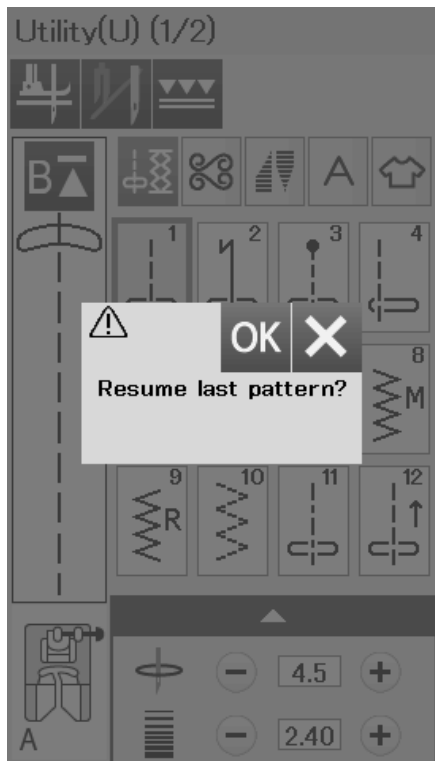 Utility(U) (1/2)
B
A
1
2
3
4
OK
Resume last pattern?
8
M
9
R
10
11
12
4.5
2.40
A